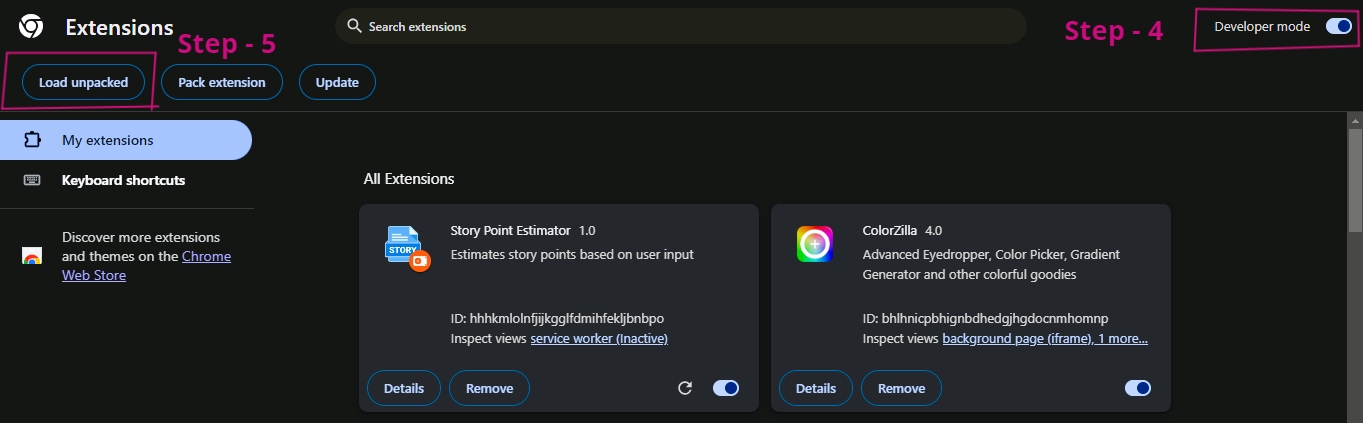 Extensions
Search extensions
Step - 4
Developer mode
Step - 5
Load unpacked
Pack extension
Update
My extensions
Keyboard shortcuts
Discover more extensions
and themes on the Chrome
Web Store
All Extensions
STORY
Story Point Estimator 1.0
Estimates story points based on user input
ID: hhhkmlolnfjijkgglfdmihfekljbnbpo
Inspect views service worker (Inactive)
Details
Remove
ColorZilla 4.0
Advanced Eyedropper, Color Picker, Gradient
Generator and other colorful goodies
ID: bhlhnicpbhignbdhedgjhgdocnmhomnp
Inspect views background page (iframe), 1 more...
Details
Remove